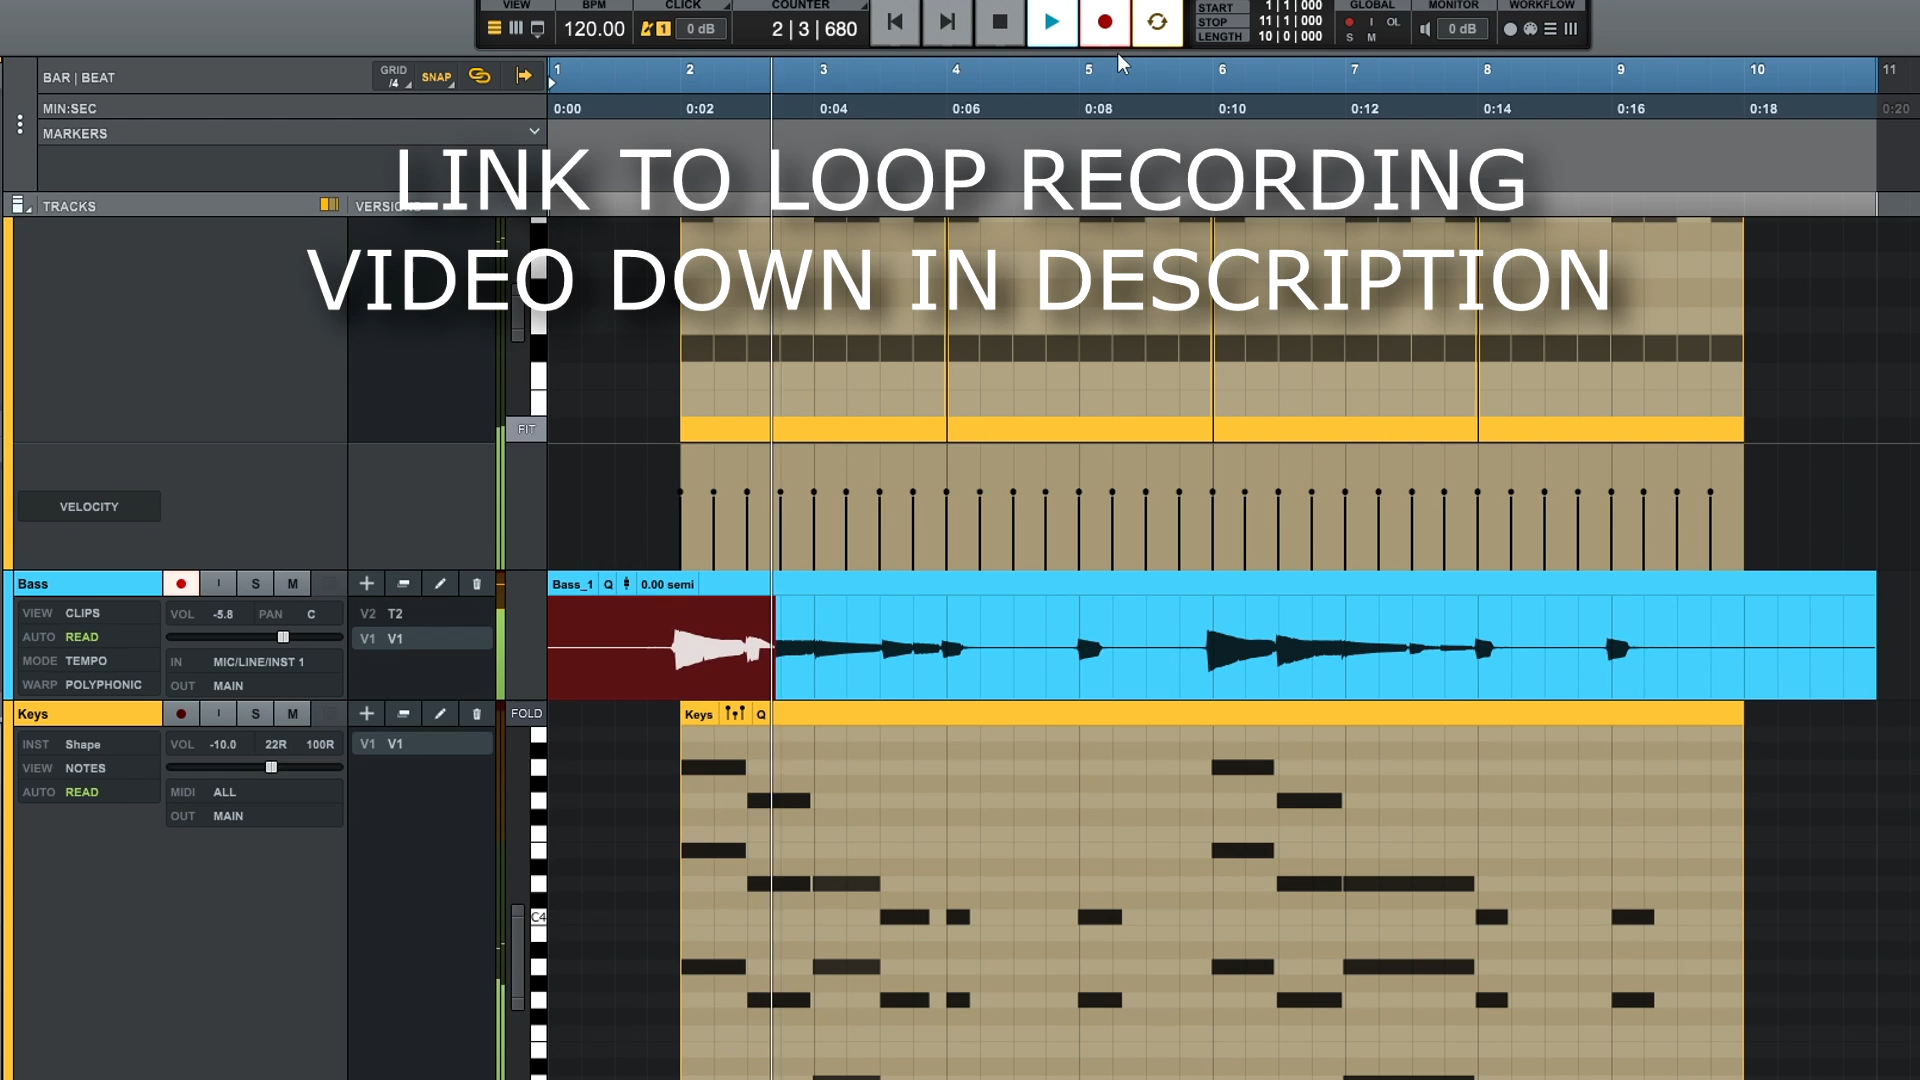 VIEW BPM CLICK COUNTER START 1|1|000 GLOBAL MONITOR WORKFLOW
120.00 1 0 dB 2|3|680 STOP 11|1|000 I OL 0 dB
LENGTH 10|0|000 S M
BAR | BEAT GRID /4 SNAP 1 2 3 4 5 6 7 8 9 10 11
MIN:SEC 0:00 0:02 0:04 0:06 0:08 0:10 0:12 0:14 0:16 0:18 0:20
MARKERS
LINK TO LOOP RECORDING
TRACKS
VIDEO DOWN IN DESCRIPTION
FIT
VELOCITY
Bass I S M Bass_1 Q 0.00 semi
VIEW CLIPS VOL -5.8 PAN C V2 T2
AUTO READ V1 V1
MODE TEMPO IN MIC/LINE/INST 1
WARP POLYPHONIC OUT MAIN
Keys I S M FOLD Keys Q
INST Shape VOL -10.0 22R 100R V1 V1
VIEW NOTES
AUTO READ MIDI ALL
OUT MAIN
C4